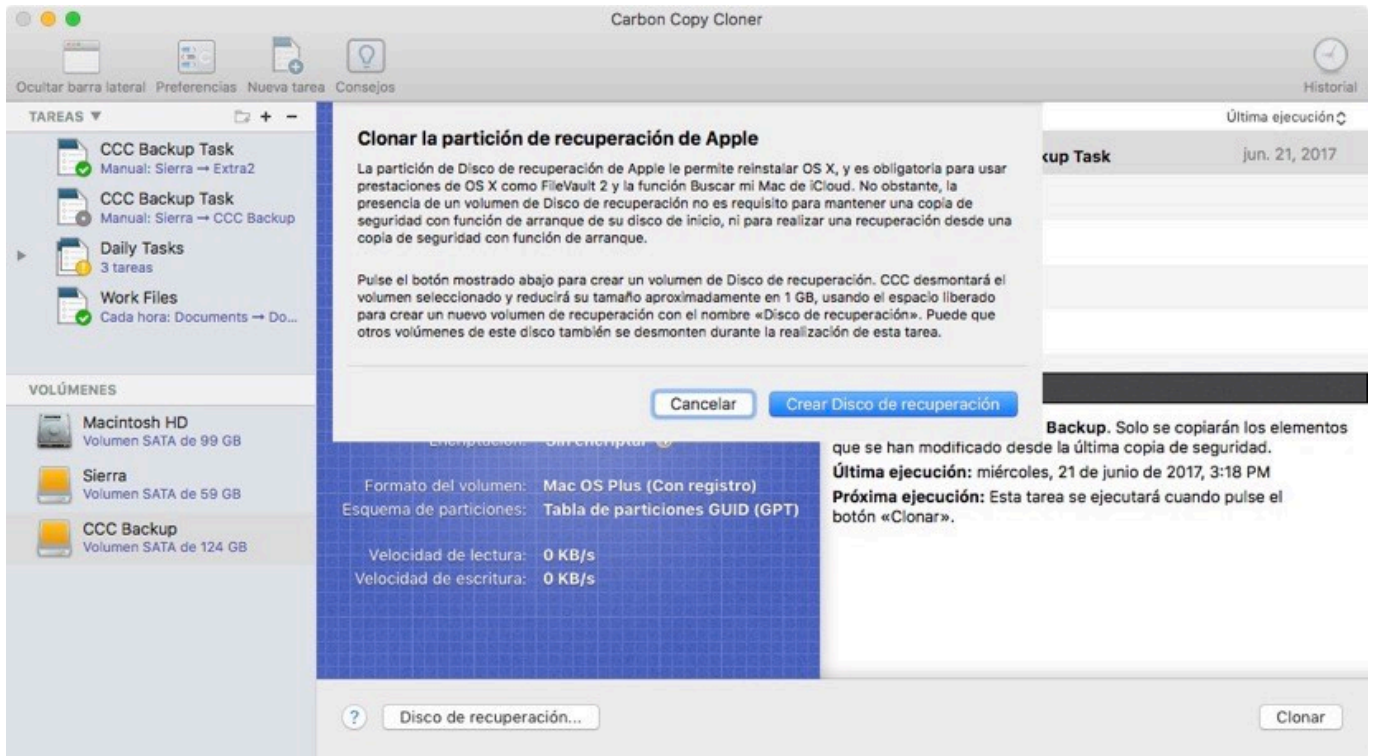 Carbon Copy Cloner
Ocultar barra lateral Preferencias Nueva tarea Consejos
Historial
TAREAS
CCC Backup Task
Manual: Sierra → Extra2
CCC Backup Task
Manual: Sierra → CCC Backup
Daily Tasks
3 tareas
Work Files
Cada hora: Documents → Do...
VOLÚMENES
Macintosh HD
Volumen SATA de 99 GB
Sierra
Volumen SATA de 59 GB
CCC Backup
Volumen SATA de 124 GB
Clonar la partición de recuperación de Apple
La partición de Disco de recuperación de Apple le permite reinstalar OS X, y es obligatoria para usar
prestaciones de OS X como FileVault 2 y la función Buscar mi Mac de iCloud. No obstante, la
presencia de un volumen de Disco de recuperación no es requisito para mantener una copia de
seguridad con función de arranque de su disco de inicio, ni para realizar una recuperación desde una
copia de seguridad con función de arranque.
Pulse el botón mostrado abajo para crear un volumen de Disco de recuperación. CCC desmontará el
volumen seleccionado y reducirá su tamaño aproximadamente en 1 GB, usando el espacio liberado
para crear un nuevo volumen de recuperación con el nombre «Disco de recuperación». Puede que
otros volúmenes de este disco también se desmonten durante la realización de esta tarea.
Cancelar Crear Disco de recuperación
Formato del volumen: Mac OS Plus (Con registro)
Esquema de particiones: Tabla de particiones GUID (GPT)
Velocidad de lectura: 0 KB/s
Velocidad de escritura: 0 KB/s
Última ejecución
Task jun. 21, 2017
Backup. Solo se copiarán los elementos
que se han modificado desde la última copia de seguridad.
Última ejecución: miércoles, 21 de junio de 2017, 3:18 PM
Próxima ejecución: Esta tarea se ejecutará cuando pulse el
botón «Clonar».
? Disco de recuperación...
Clonar